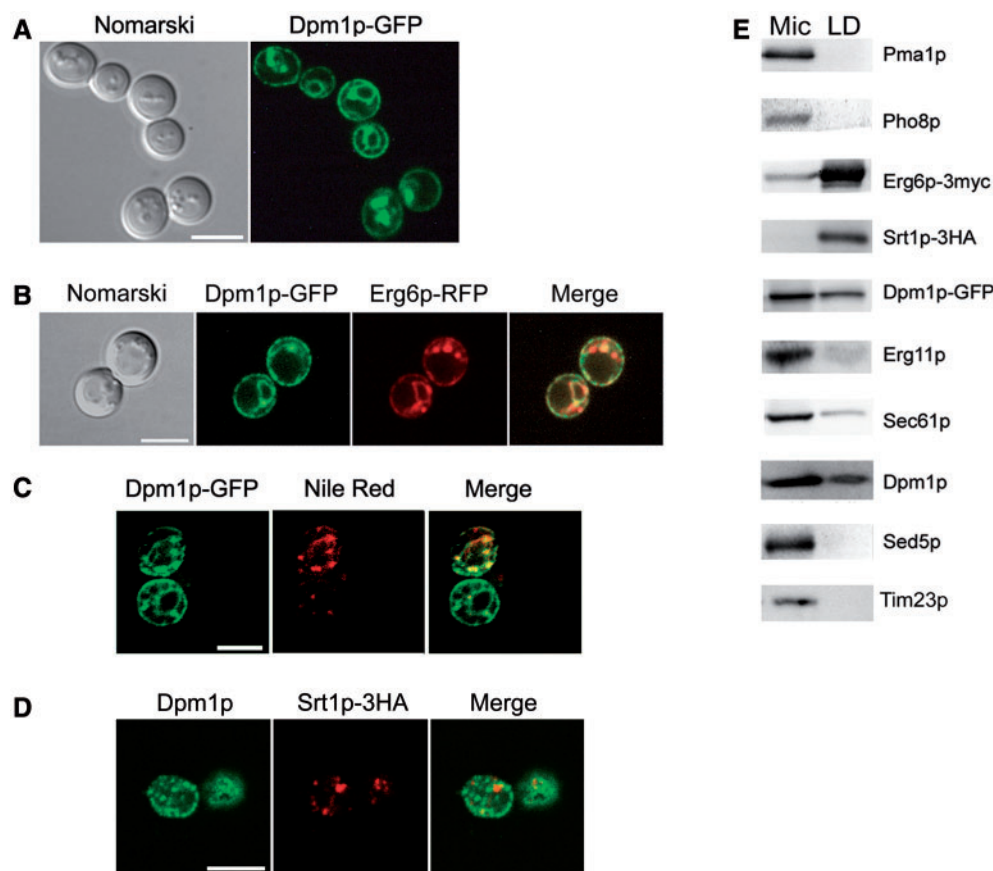 A
Nomarski Dpm1p-GFP
B
Nomarski Dpm1p-GFP Erg6p-RFP Merge
C
Dpm1p-GFP Nile Red Merge
D
Dpm1p Srt1p-3HA Merge
E
Mic LD
Pma1p
Pho8p
Erg6p-3myc
Srt1p-3HA
Dpm1p-GFP
Erg11p
Sec61p
Dpm1p
Sed5p
Tim23p